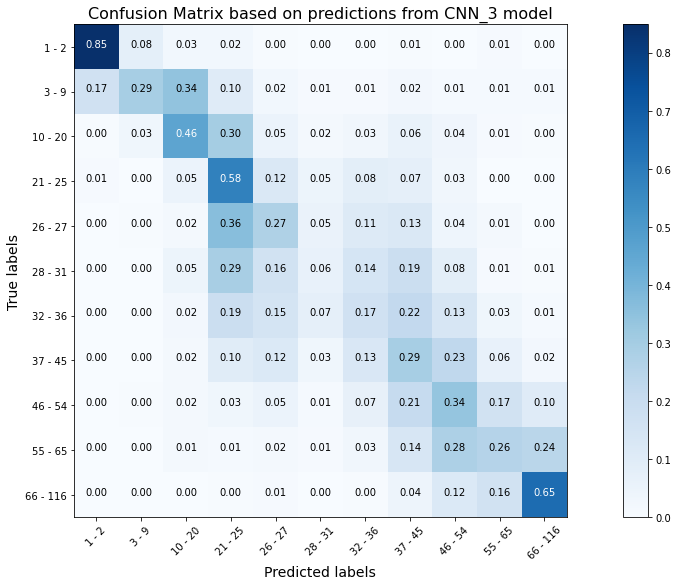 Confusion Matrix based on predictions from CNN_3 model
True labels
1 - 2 0.85 0.08 0.03 0.02 0.00 0.00 0.00 0.01 0.00 0.01 0.00
3 - 9 0.17 0.29 0.34 0.10 0.02 0.01 0.01 0.02 0.01 0.01 0.01
10 - 20 0.00 0.03 0.46 0.30 0.05 0.02 0.03 0.06 0.04 0.01 0.00
21 - 25 0.01 0.00 0.05 0.58 0.12 0.05 0.08 0.07 0.03 0.00 0.00
26 - 27 0.00 0.00 0.02 0.36 0.27 0.05 0.11 0.13 0.04 0.01 0.00
28 - 31 0.00 0.00 0.05 0.29 0.16 0.06 0.14 0.19 0.08 0.01 0.01
32 - 36 0.00 0.00 0.02 0.19 0.15 0.07 0.17 0.22 0.13 0.03 0.01
37 - 45 0.00 0.00 0.02 0.10 0.12 0.03 0.13 0.29 0.23 0.06 0.02
46 - 54 0.00 0.00 0.02 0.03 0.05 0.01 0.07 0.21 0.34 0.17 0.10
55 - 65 0.00 0.00 0.01 0.01 0.02 0.01 0.03 0.14 0.28 0.26 0.24
66 - 116 0.00 0.00 0.00 0.00 0.01 0.00 0.00 0.04 0.12 0.16 0.65
1 - 2 3 - 9 10 - 20 21 - 25 26 - 27 28 - 31 32 - 36 37 - 45 46 - 54 55 - 65 66 - 116
Predicted labels
0.8
0.7
0.6
0.5
0.4
0.3
0.2
0.1
0.0